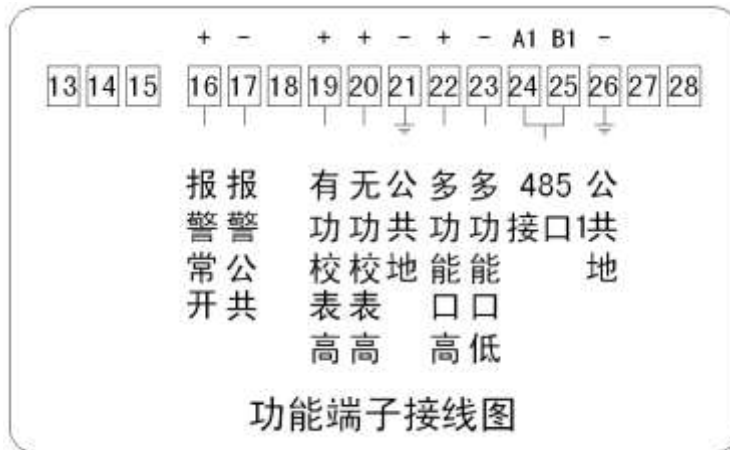 + − + + − + − A1 B1 −
13 14 15 16 17 18 19 20 21 22 23 24 25 26 27 28
报警常开
报警公共
有功校表高
无功校表高
公共地
多功能口高
多功能口低
485
接口1
公共地
功能端子接线图